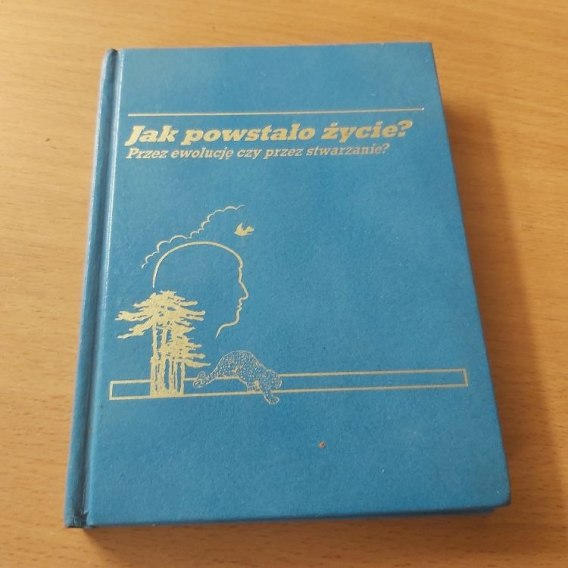 Jak powstało życie?
Przez ewolucję czy przez stwarzanie?